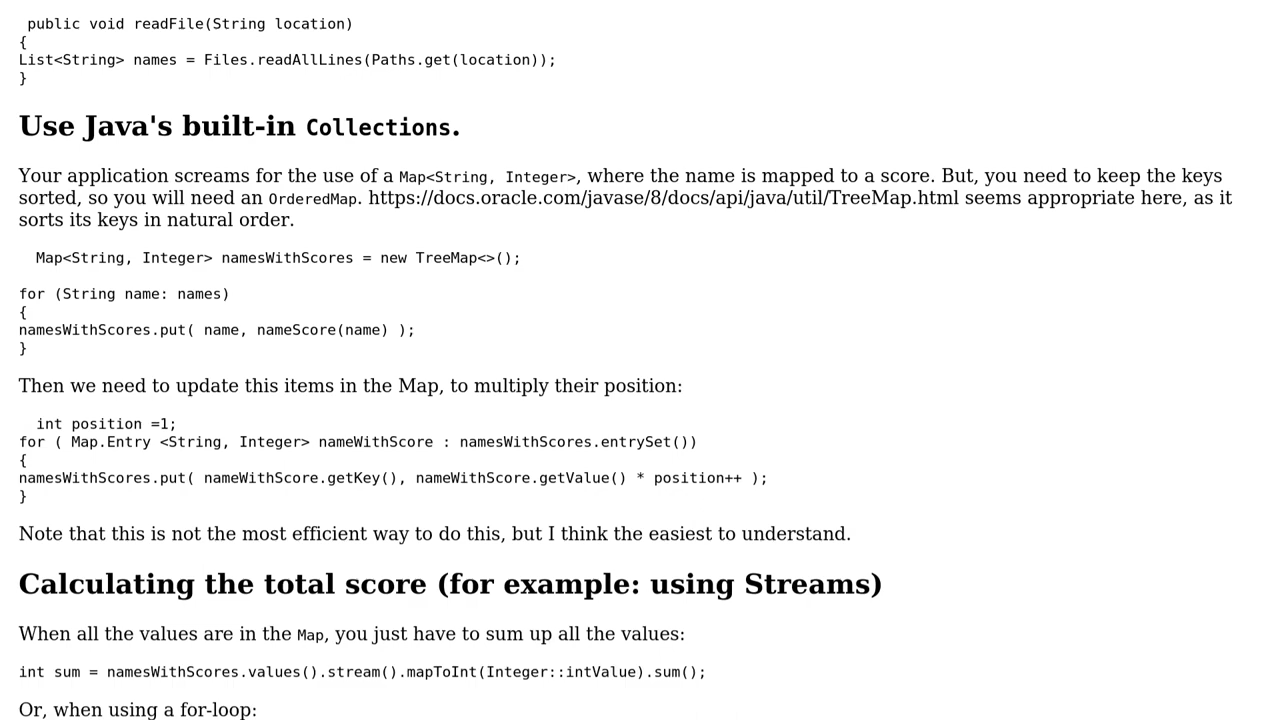 public void readFile(String location)
{
List<String> names = Files.readAllLines(Paths.get(location));
}
Use Java's built-in Collections.
Your application screams for the use of a Map<String, Integer>, where the name is mapped to a score. But, you need to keep the keys
sorted, so you will need an OrderedMap. https://docs.oracle.com/javase/8/docs/api/java/util/TreeMap.html seems appropriate here, as it
sorts its keys in natural order.
Map<String, Integer> namesWithScores = new TreeMap<>();
for (String name: names)
{
namesWithScores.put( name, nameScore(name) );
}
Then we need to update this items in the Map, to multiply their position:
int position =1;
for ( Map.Entry <String, Integer> nameWithScore : namesWithScores.entrySet())
{
namesWithScores.put( nameWithScore.getKey(), nameWithScore.getValue() * position++ );
}
Note that this is not the most efficient way to do this, but I think the easiest to understand.
Calculating the total score (for example: using Streams)
When all the values are in the Map, you just have to sum up all the values:
int sum = namesWithScores.values().stream().mapToInt(Integer::intValue).sum();
Or, when using a for-loop: